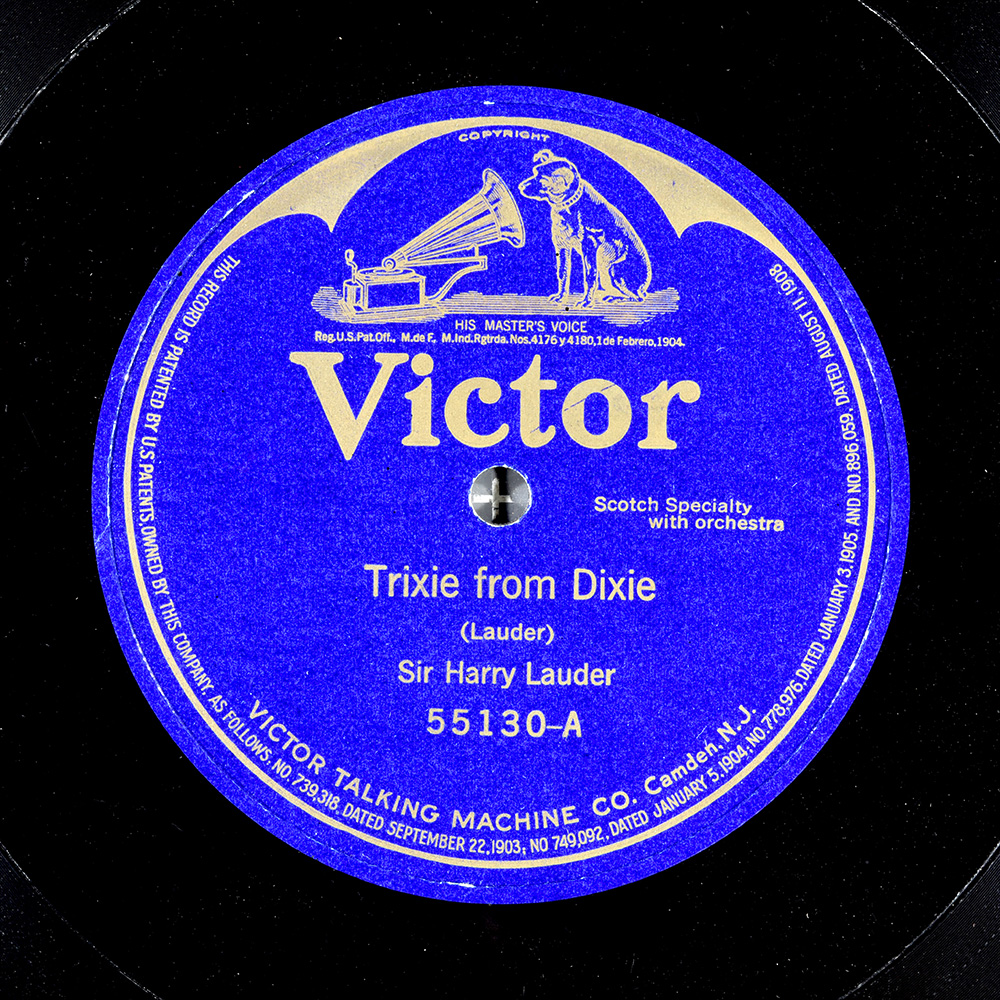 COPYRIGHT
HIS MASTER'S VOICE
Reg.U.S.Pat.Off., M.de F., M.Ind.Rgtrda.Nos.4176 y 4180,1 de Febrero,1904.
Victor
Scotch Specialty
with orchestra
Trixie from Dixie
(Lauder)
Sir Harry Lauder
55130-A
VICTOR TALKING MACHINE CO. Camden, N.J.
THIS RECORD IS PATENTED BY U.S PATENTS, OWNED BY THIS COMPANY, AS FOLLOWS, NO. 739,318, DATED SEPTEMBER 22,1903; NO 749,092, DATED JANUARY 5,1904; NO.778,976, DATED JANUARY 3,1905 AND NO.896,059, DATED AUGUST 11,1908